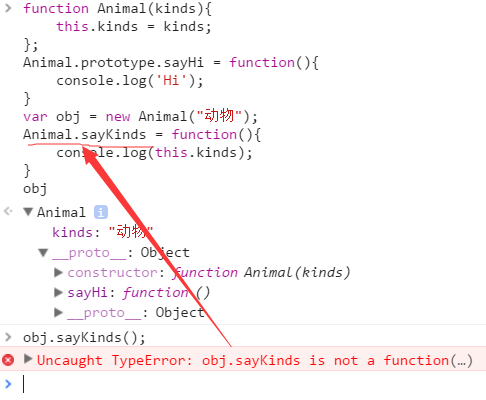 function Animal(kinds){
this.kinds = kinds;
};
Animal.prototype.sayHi = function(){
console.log('Hi');
}
var obj = new Animal("动物");
Animal.sayKinds = function(){
console.log(this.kinds);
}
obj
Animal i
kinds: "动物"
__proto__: Object
constructor: function Animal(kinds)
sayHi: function ()
__proto__: Object
obj.sayKinds();
Uncaught TypeError: obj.sayKinds is not a function(…)